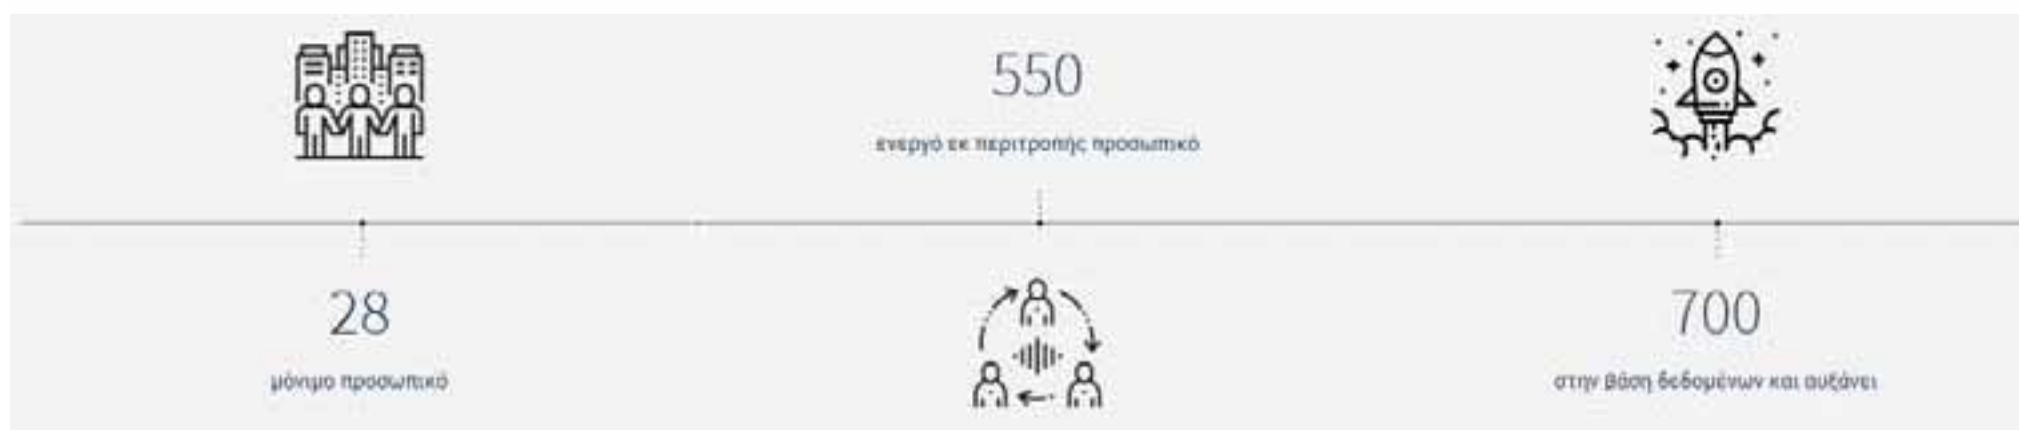 550
ενεργό εκ περιτροπής προσωπικό
28
μόνιμο προσωπικό
700
στην βάση δεδομένων και αυξάνει